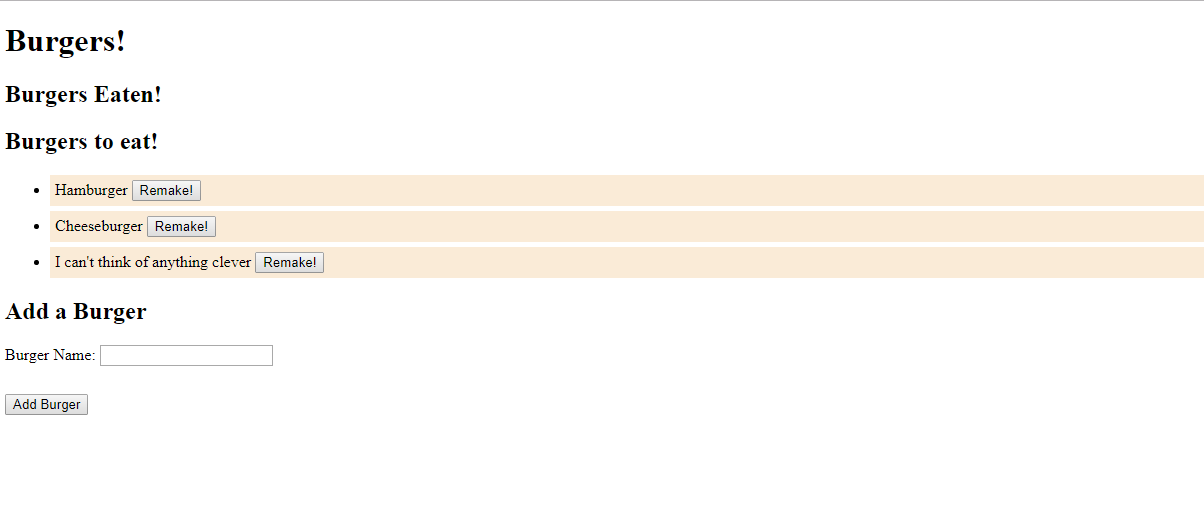 Burgers!
Burgers Eaten!
Burgers to eat!
Hamburger Remake!
Cheeseburger Remake!
I can't think of anything clever Remake!
Add a Burger
Burger Name:
Add Burger